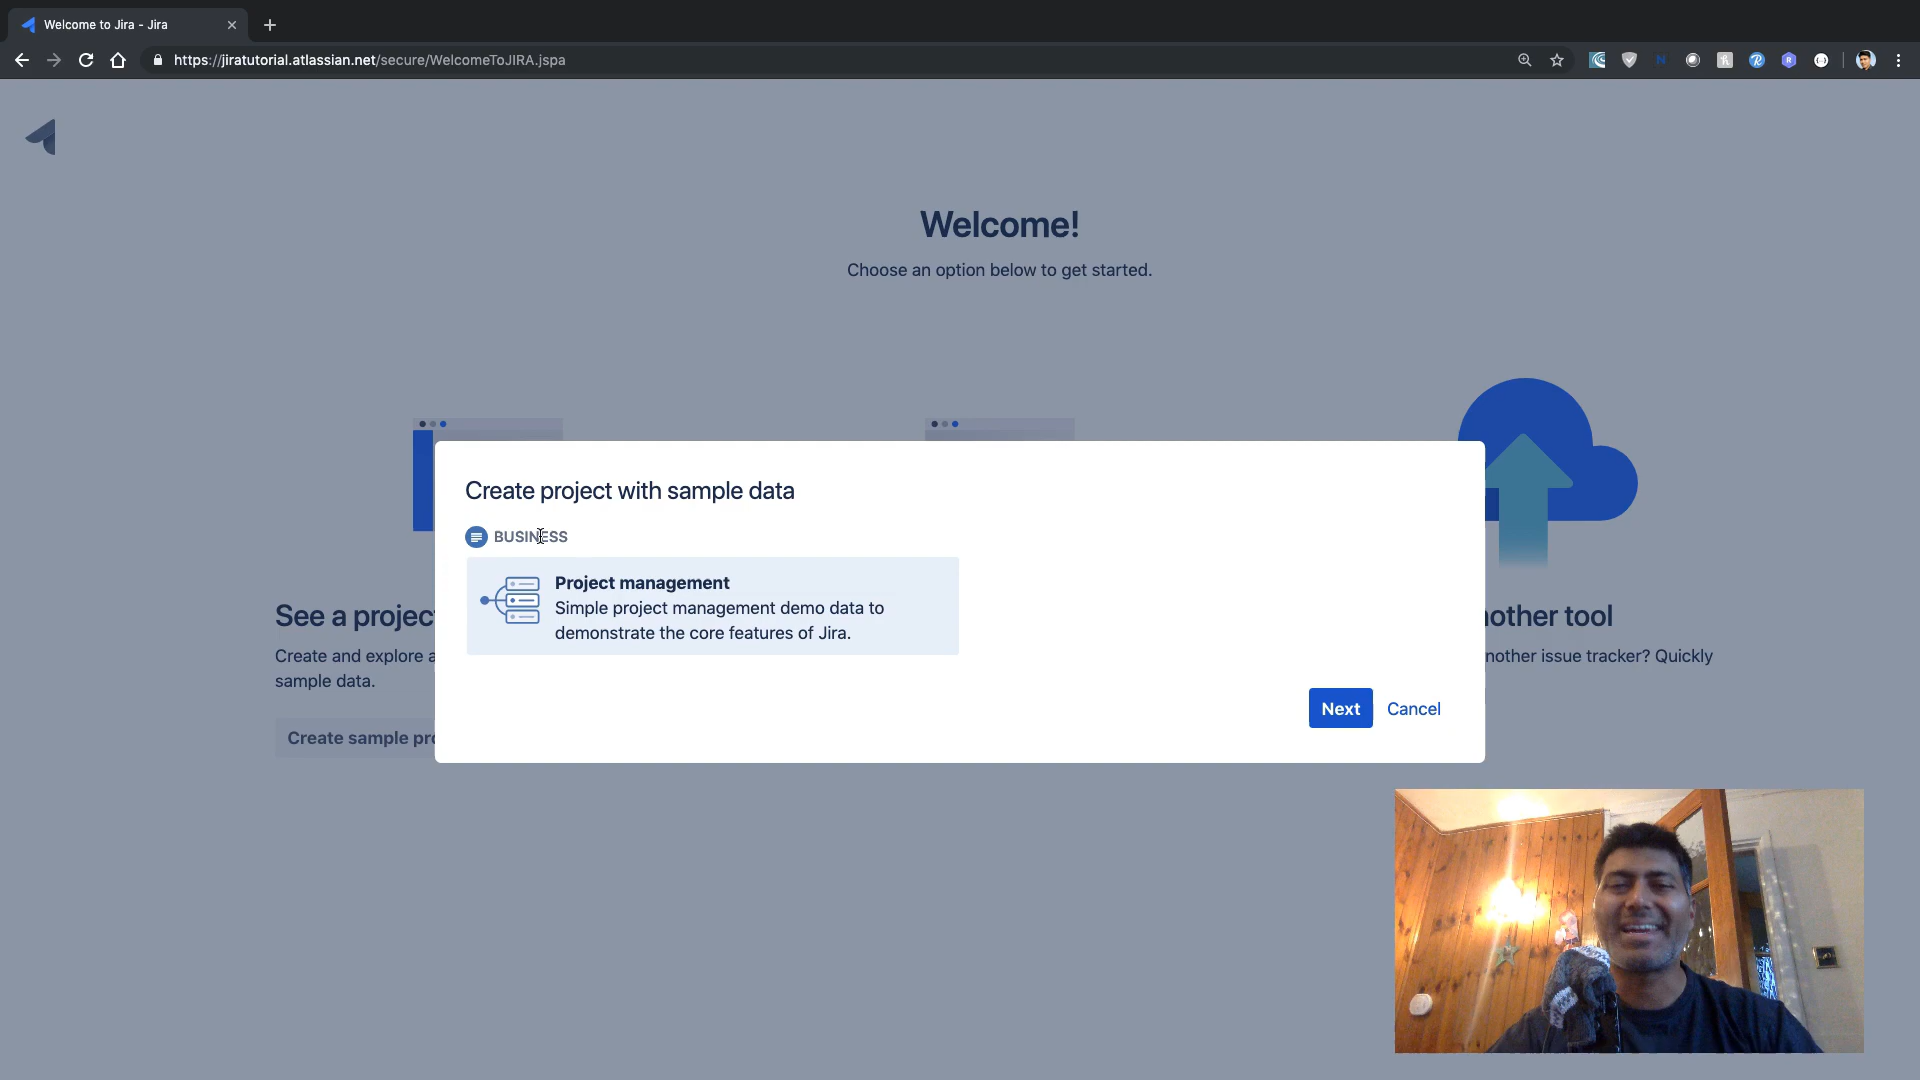 Welcome to Jira - Jira
https://jiratutorial.atlassian.net/secure/WelcomeToJIRA.jspa
Welcome!
Choose an option below to get started.
Create project with sample data
BUSINESS
Project management
Simple project management demo data to
demonstrate the core features of Jira.
Next Cancel
See a projec
Create and explore a
sample data.
Create sample pro
other tool
nother issue tracker? Quickly